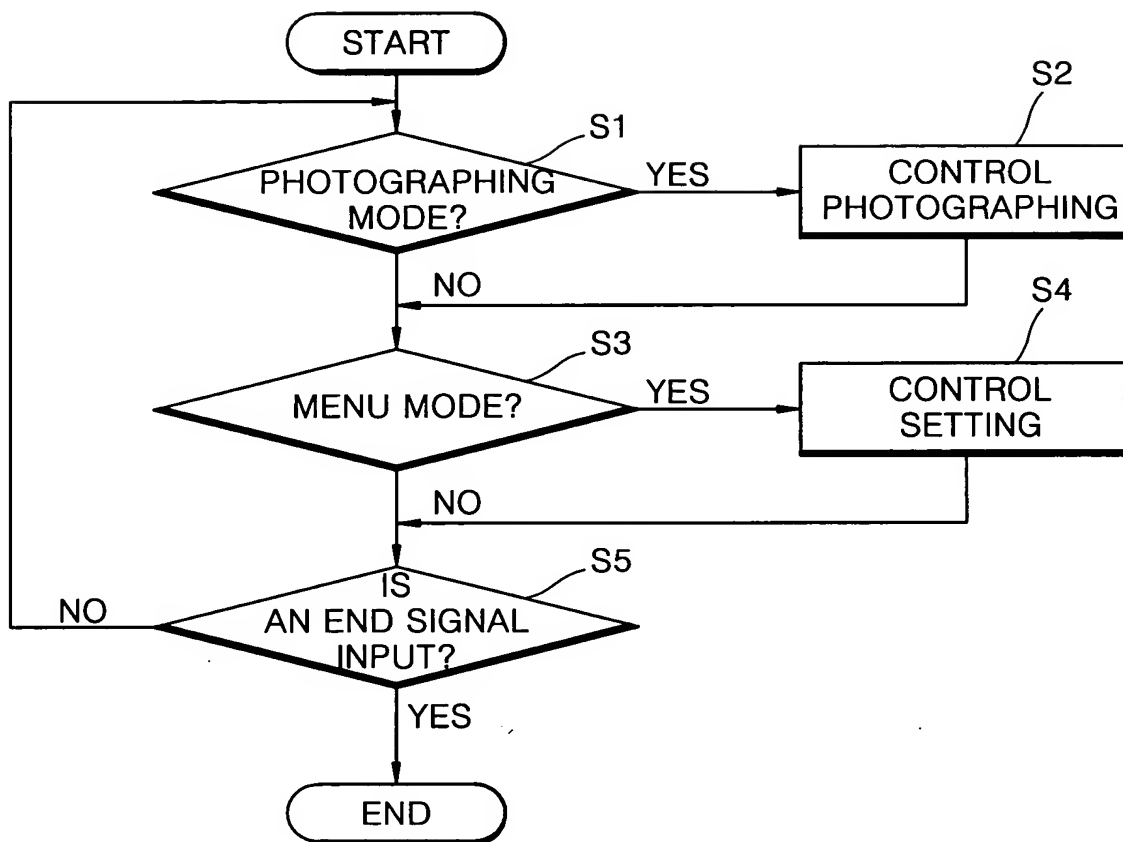 START
S1
S2
PHOTOGRAPHING
MODE?
YES
CONTROL
PHOTOGRAPHING
NO
S3
S4
MENU MODE?
YES
CONTROL
SETTING
NO
S5
IS
AN END SIGNAL
INPUT?
NO
YES
END